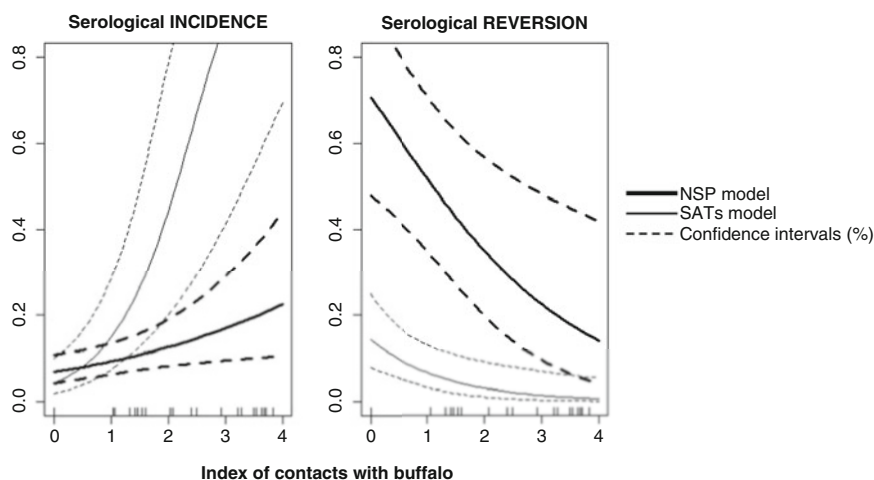 Serological INCIDENCE
Serological REVERSION
0.8
0.6
0.4
0.2
0.0
0 1 2 3 4
0.8
0.6
0.4
0.2
0.0
0 1 2 3 4
NSP model
SATs model
Confidence intervals (%)
Index of contacts with buffalo